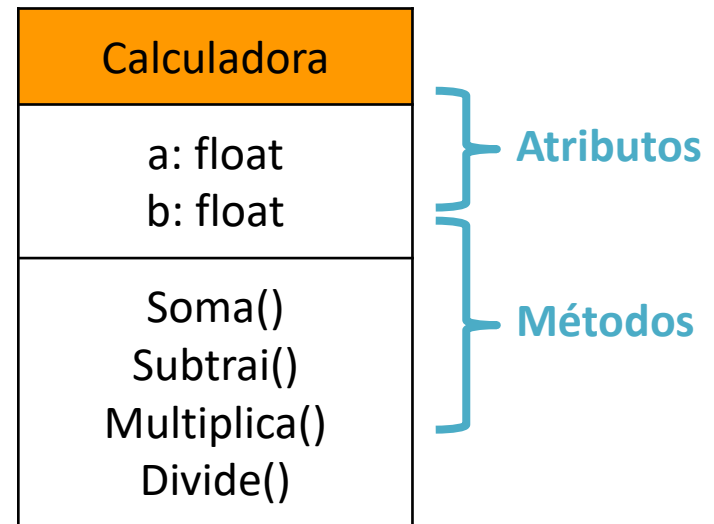 Calculadora
a: float
b: float
Atributos
Soma()
Subtrai()
Multiplica()
Divide()
Métodos